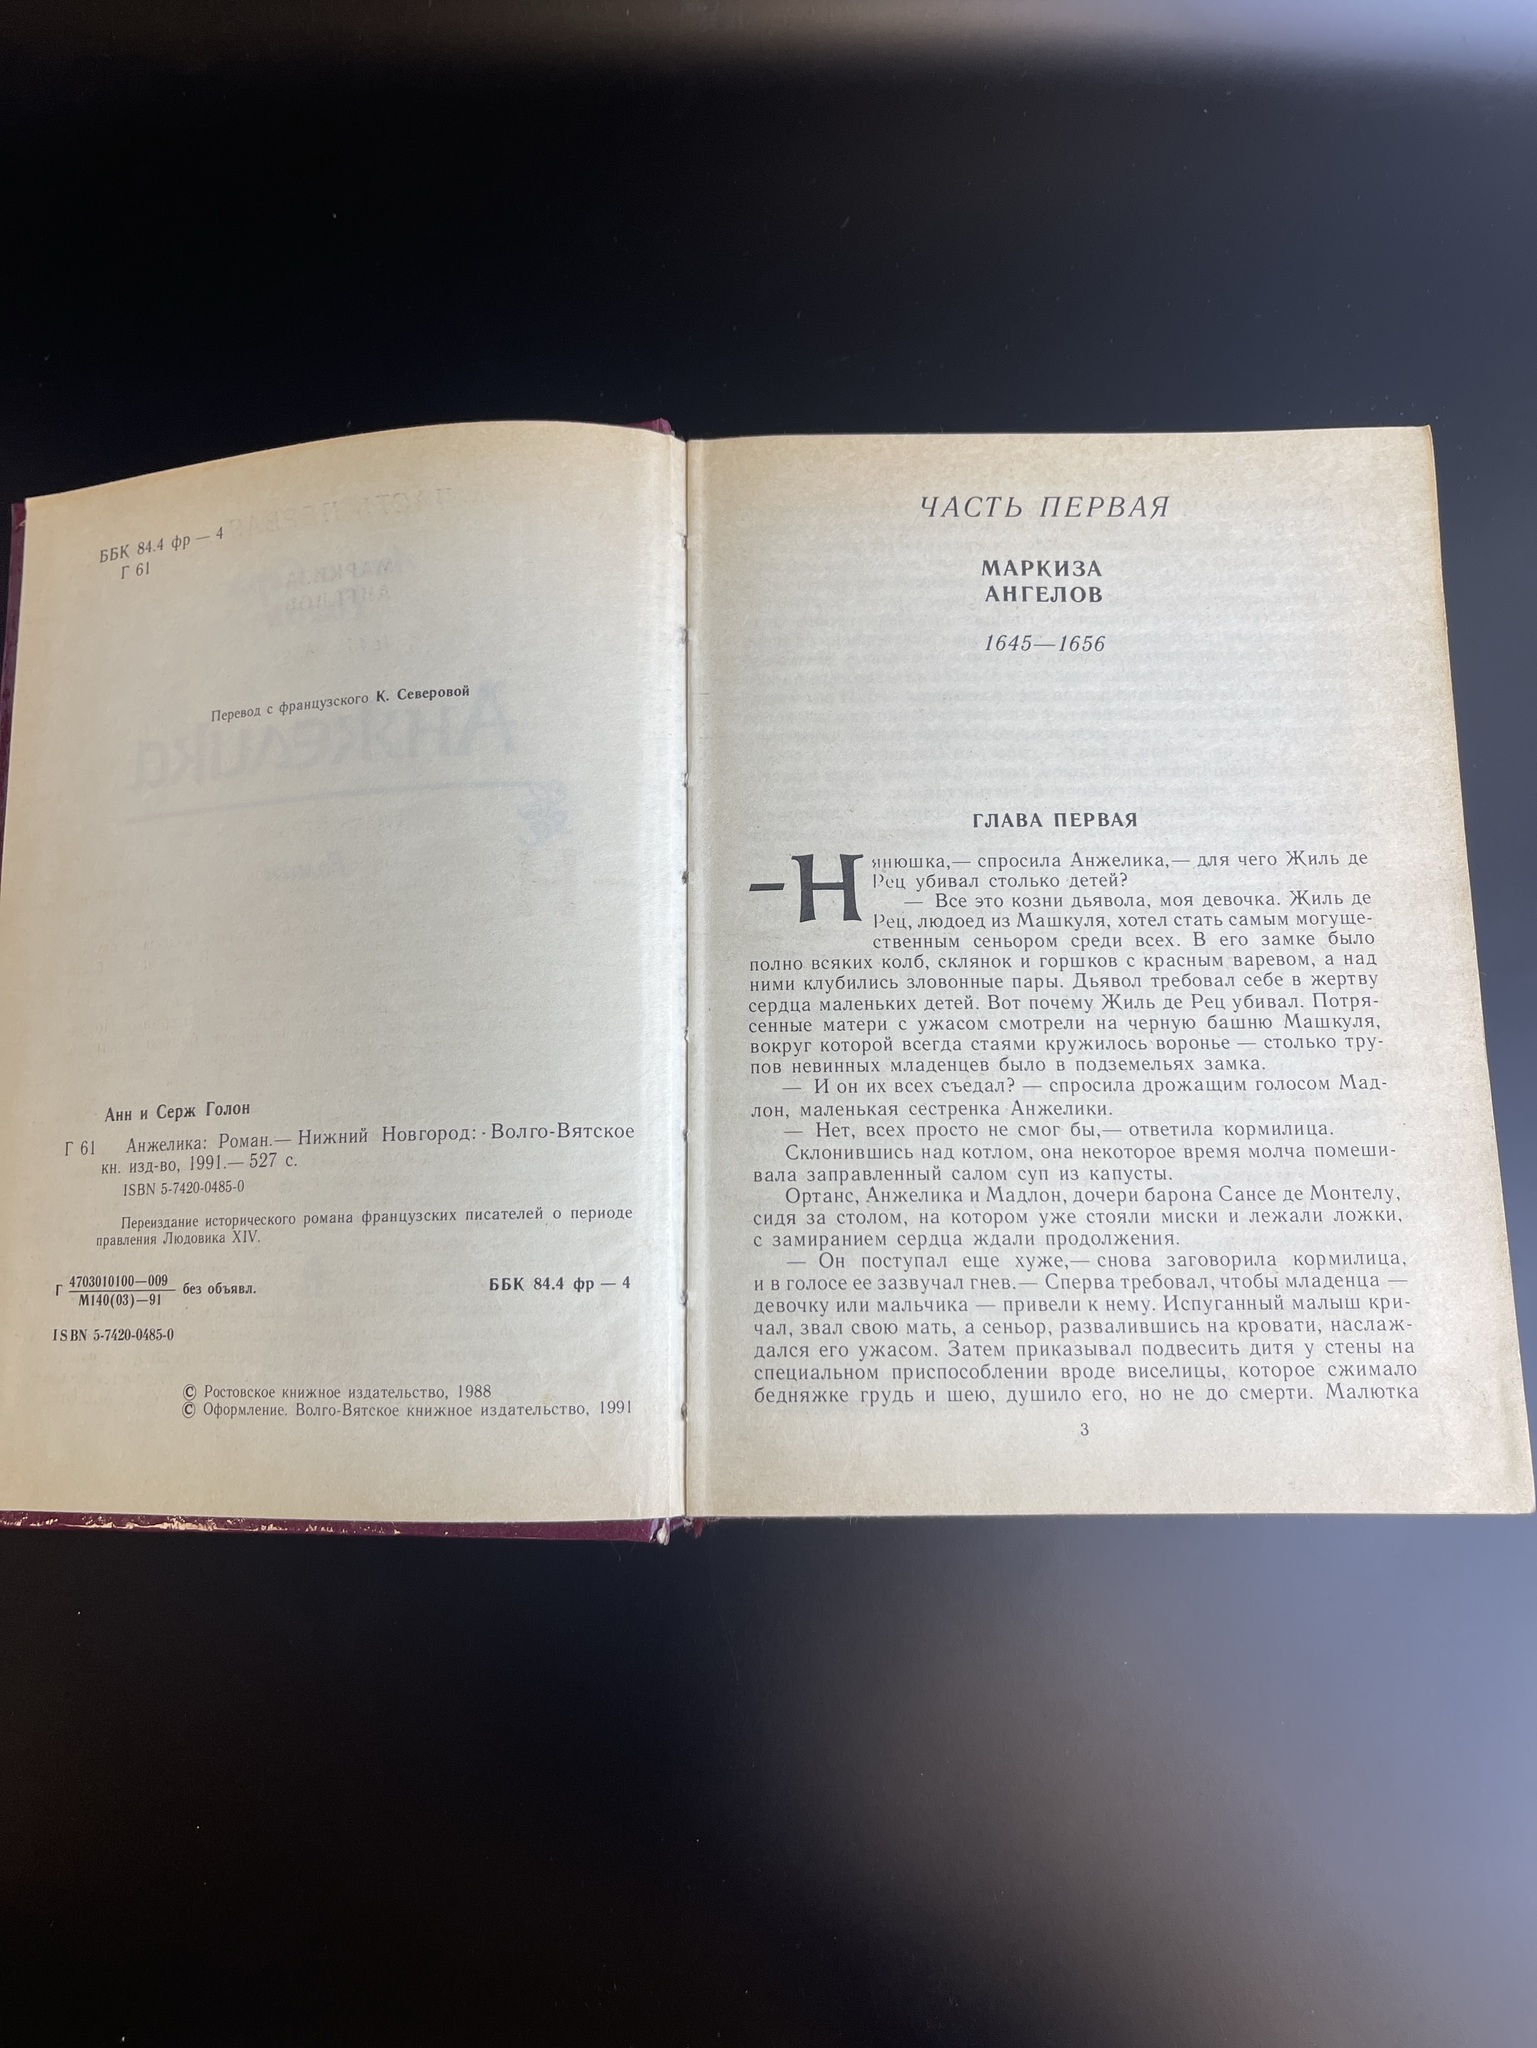 ББК 84.4 фр — 4
Г 61
Перевод с французского К. Северовой
Анн и Серж Голон
Г 61 Анжелика: Роман.— Нижний Новгород: Волго-Вятское
кн. изд-во, 1991.— 527 с.
ISBN 5-7420-0485-0
Переиздание исторического романа французских писателей о периоде
правления Людовика XIV.
Г 4703010100—009 без объявл.
М140(03)—91
ББК 84.4 фр — 4
ISBN 5-7420-0485-0
© Ростовское книжное издательство, 1988
© Оформление. Волго-Вятское книжное издательство, 1991
ЧАСТЬ ПЕРВАЯ
МАРКИЗА
АНГЕЛОВ
1645—1656
ГЛАВА ПЕРВАЯ
—Нянюшка,— спросила Анжелика,— для чего Жиль де
Рец убивал столько детей?
— Все это козни дьявола, моя девочка. Жиль де
Рец, людоед из Машкуля, хотел стать самым могуще-
ственным сеньором среди всех. В его замке было
полно всяких колб, склянок и горшков с красным варевом, а над
ними клубились зловонные пары. Дьявол требовал себе в жертву
сердца маленьких детей. Вот почему Жиль де Рец убивал. Потря-
сенные матери с ужасом смотрели на черную башню Машкуля,
вокруг которой всегда стаями кружилось воронье — столько тру-
пов невинных младенцев было в подземельях замка.
— И он их всех съедал? — спросила дрожащим голосом Мад-
лон, маленькая сестренка Анжелики.
— Нет, всех просто не смог бы,— ответила кормилица.
Склонившись над котлом, она некоторое время молча помеши-
вала заправленный салом суп из капусты.
Ортанс, Анжелика и Мадлон, дочери барона Сансе де Монтелу,
сидя за столом, на котором уже стояли миски и лежали ложки,
с замиранием сердца ждали продолжения.
— Он поступал еще хуже,— снова заговорила кормилица,
и в голосе ее зазвучал гнев.— Сперва требовал, чтобы младенца —
девочку или мальчика — привели к нему. Испуганный малыш кри-
чал, звал свою мать, а сеньор, развалившись на кровати, наслаж-
дался его ужасом. Затем приказывал подвесить дитя у стены на
специальном приспособлении вроде виселицы, которое сжимало
бедняжке грудь и шею, душило его, но не до смерти. Малютка
3